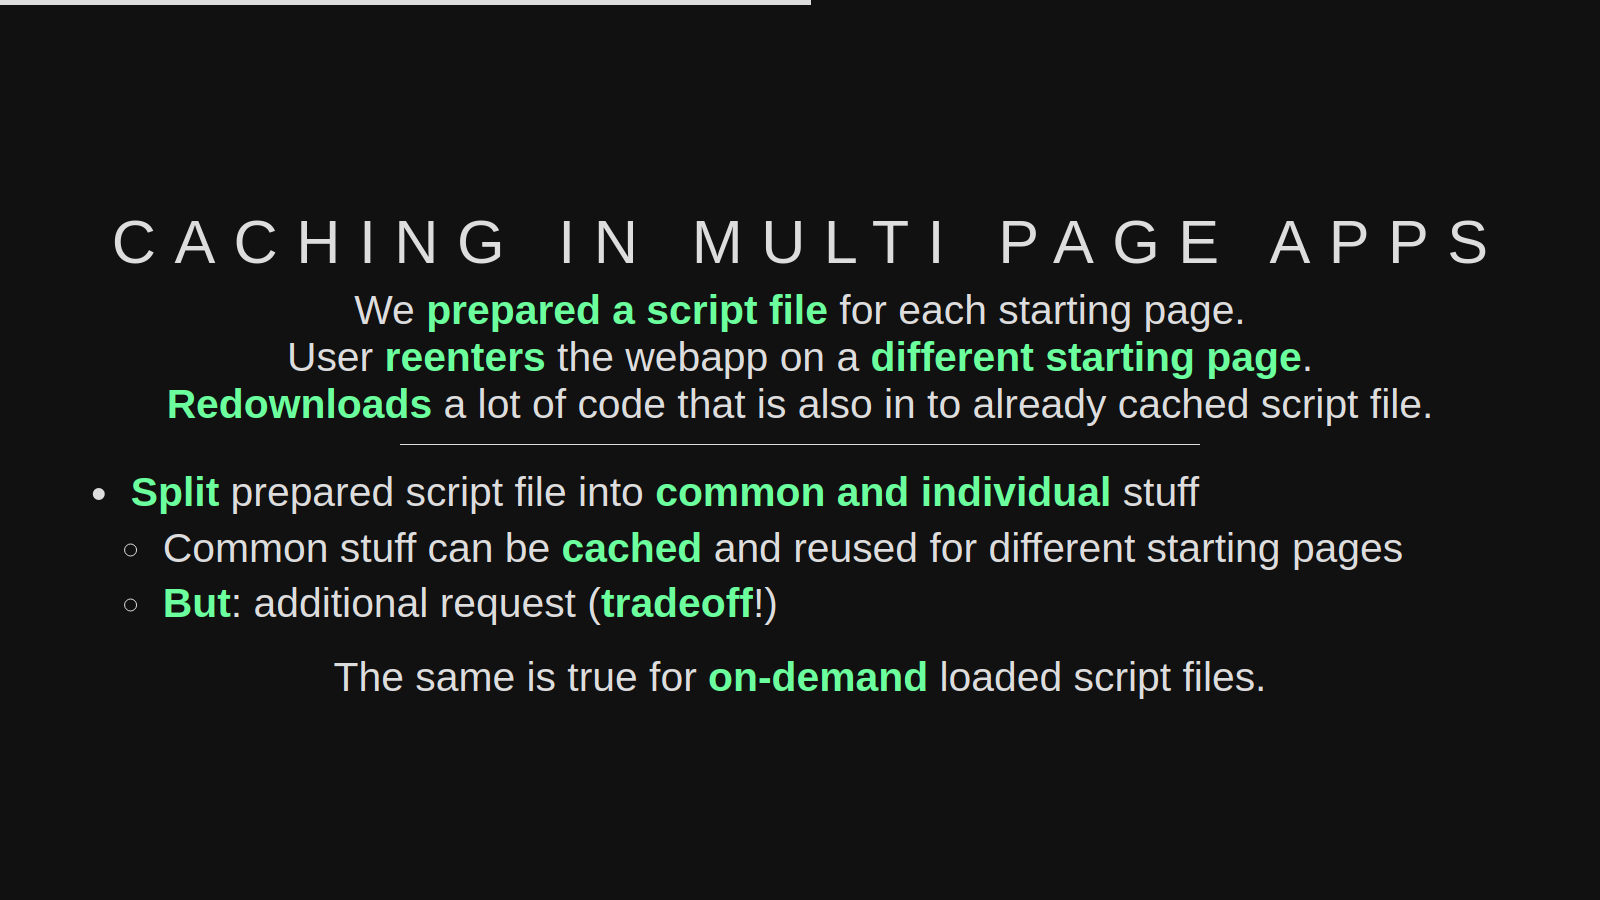 CACHING IN MULTI PAGE APPS
We prepared a script file for each starting page.
User reenters the webapp on a different starting page.
Redownloads a lot of code that is also in to already cached script file.
• Split prepared script file into common and individual stuff
○ Common stuff can be cached and reused for different starting pages
○ But: additional request (tradeoff!)
The same is true for on-demand loaded script files.